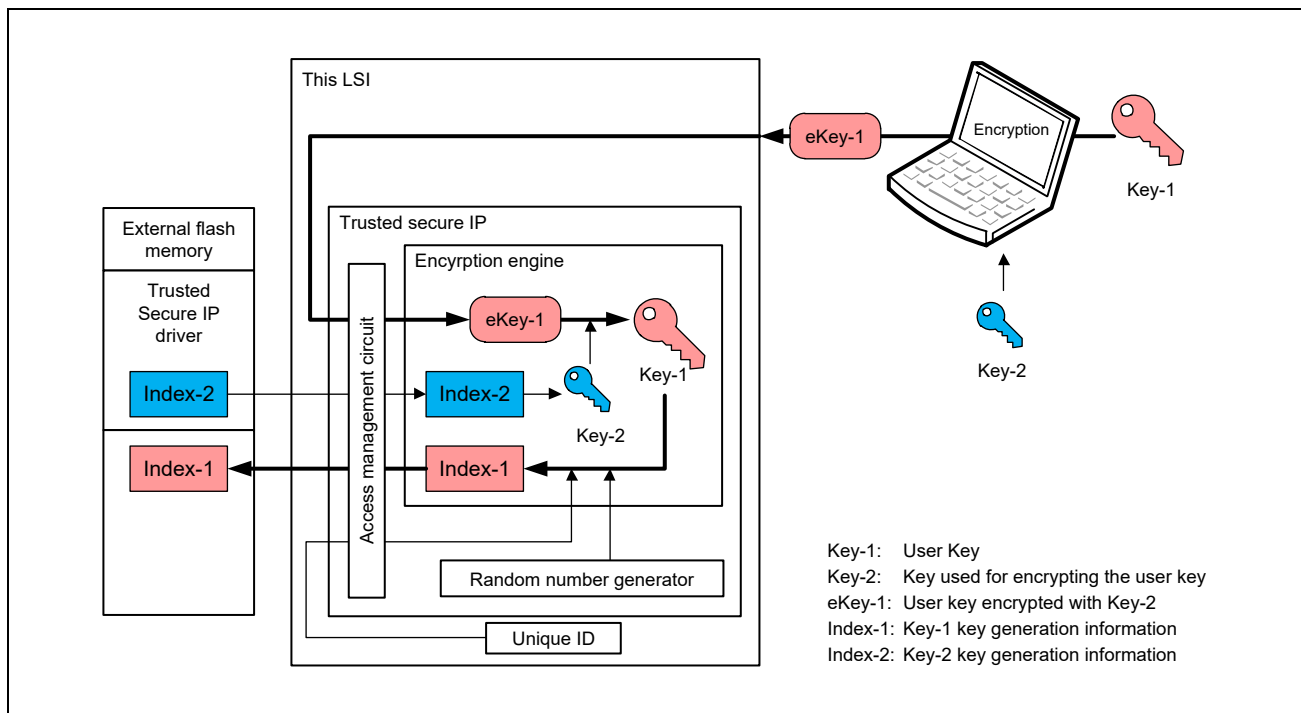 This LSI
Encryption
eKey-1
Key-1
Key-2
External flash
memory
Trusted
Secure IP
driver
Index-2
Index-1
Trusted secure IP
Access management circuit
Encyrption engine
eKey-1
Key-1
Index-2
Key-2
Index-1
Random number generator
Unique ID
Key-1: User Key
Key-2: Key used for encrypting the user key
eKey-1: User key encrypted with Key-2
Index-1: Key-1 key generation information
Index-2: Key-2 key generation information